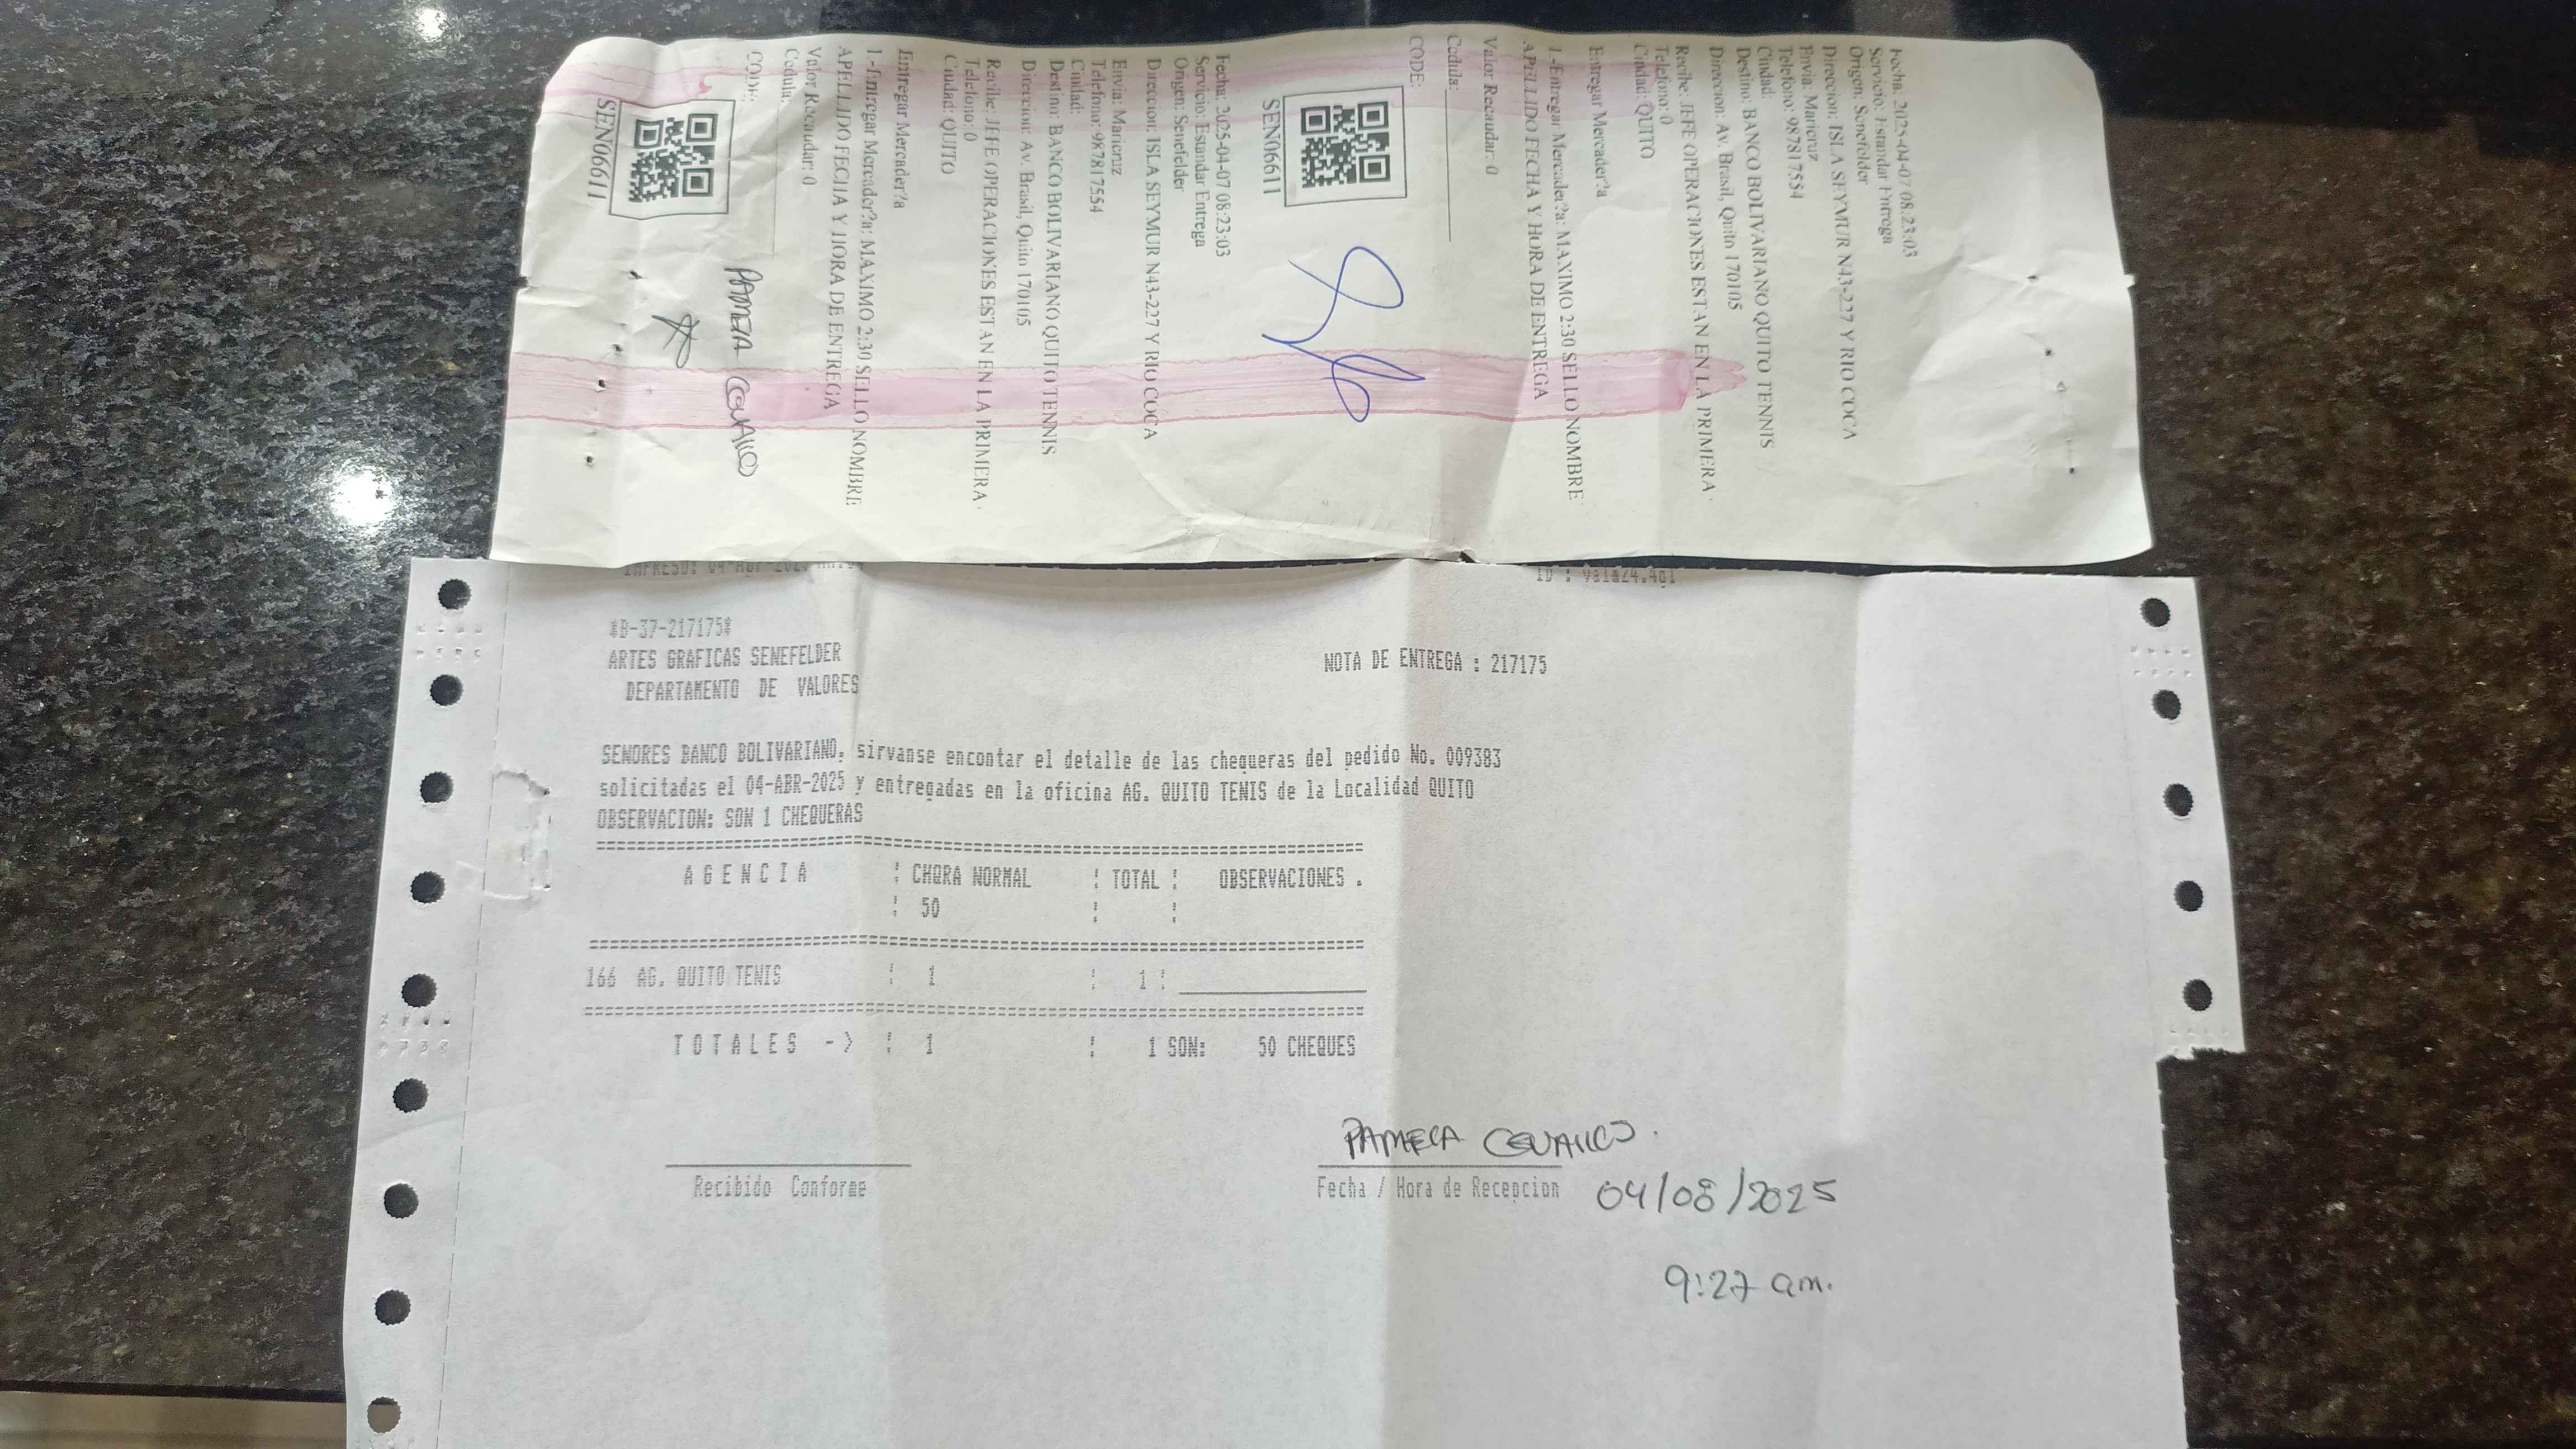 Fecha: 2025-04-07 08:23:03
Servicio: Estandar Entrega
Origen: Senefelder
Direccion: ISLA SEYMUR N43-227 Y RIO COCA
Envia: Maricruz
Telefono: 987817554
Ciudad:
Destino: BANCO BOLIVARIANO QUITO TENNIS
Direccion: Av. Brasil, Quito 170105
Recibe: JEFE OPERACIONES ESTAN EN LA PRIMERA
Telefono: 0
Ciudad: QUITO
Entregar Mercader?a
1.-Entregar Mercader?a: MAXIMO 2:30 SELLO NOMBRE
APELLIDO FECHA Y HORA DE ENTREGA
Valor Recaudar: 0
Cedula:
CODE:
SEN06611
Fecha: 2025-04-07 08:23:03
Servicio: Estandar Entrega
Origen: Senefelder
Direccion: ISLA SEYMUR N43-227 Y RIO COCA
Envia: Maricruz
Telefono: 987817554
Ciudad:
Destino: BANCO BOLIVARIANO QUITO TENNIS
Direccion: Av. Brasil, Quito 170105
Recibe: JEFE OPERACIONES ESTAN EN LA PRIMERA
Telefono: 0
Ciudad: QUITO
Entregar Mercader?a
1.-Entregar Mercader?a: MAXIMO 2:30 SELLO NOMBRE
APELLIDO FECHA Y HORA DE ENTREGA
Valor Recaudar: 0
Cedula:
CODE:
PAMELA
SEN06611
IMPRESO: 04-ABR-2025
*B-37-217175*
ARTES GRAFICAS SENEFELDER
NOTA DE ENTREGA : 217175
DEPARTAMENTO DE VALORES
SENORES BANCO BOLIVARIANO, sirvanse encontar el detalle de las chequeras del pedido No. 009383
solicitadas el 04-ABR-2025 y entregadas en la oficina AG. QUITO TENIS de la Localidad QUITO
OBSERVACION: SON 1 CHEQUERAS
A G E N C I A : CHQRA NORMAL : TOTAL : OBSERVACIONES .
: 50 : :
166 AG. QUITO TENIS : 1 : 1 :
T O T A L E S -> : 1 : 1 SON: 50 CHEQUES
PAMELA
Recibido Conforme
Fecha / Hora de Recepcion 04/08/2025
9:27 am.